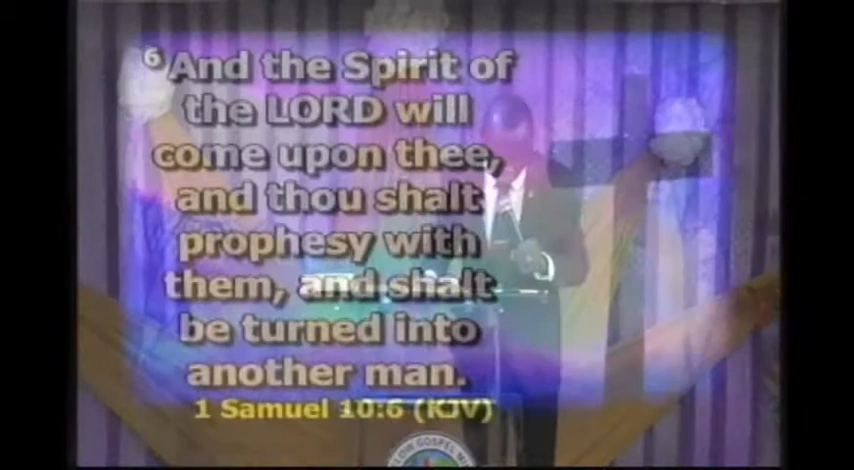 6 And the Spirit of
the LORD will
come upon thee,
and thou shalt
prophesy with
them, and shalt
be turned into
another man.
1 Samuel 10:6 (KJV)
GOSPEL